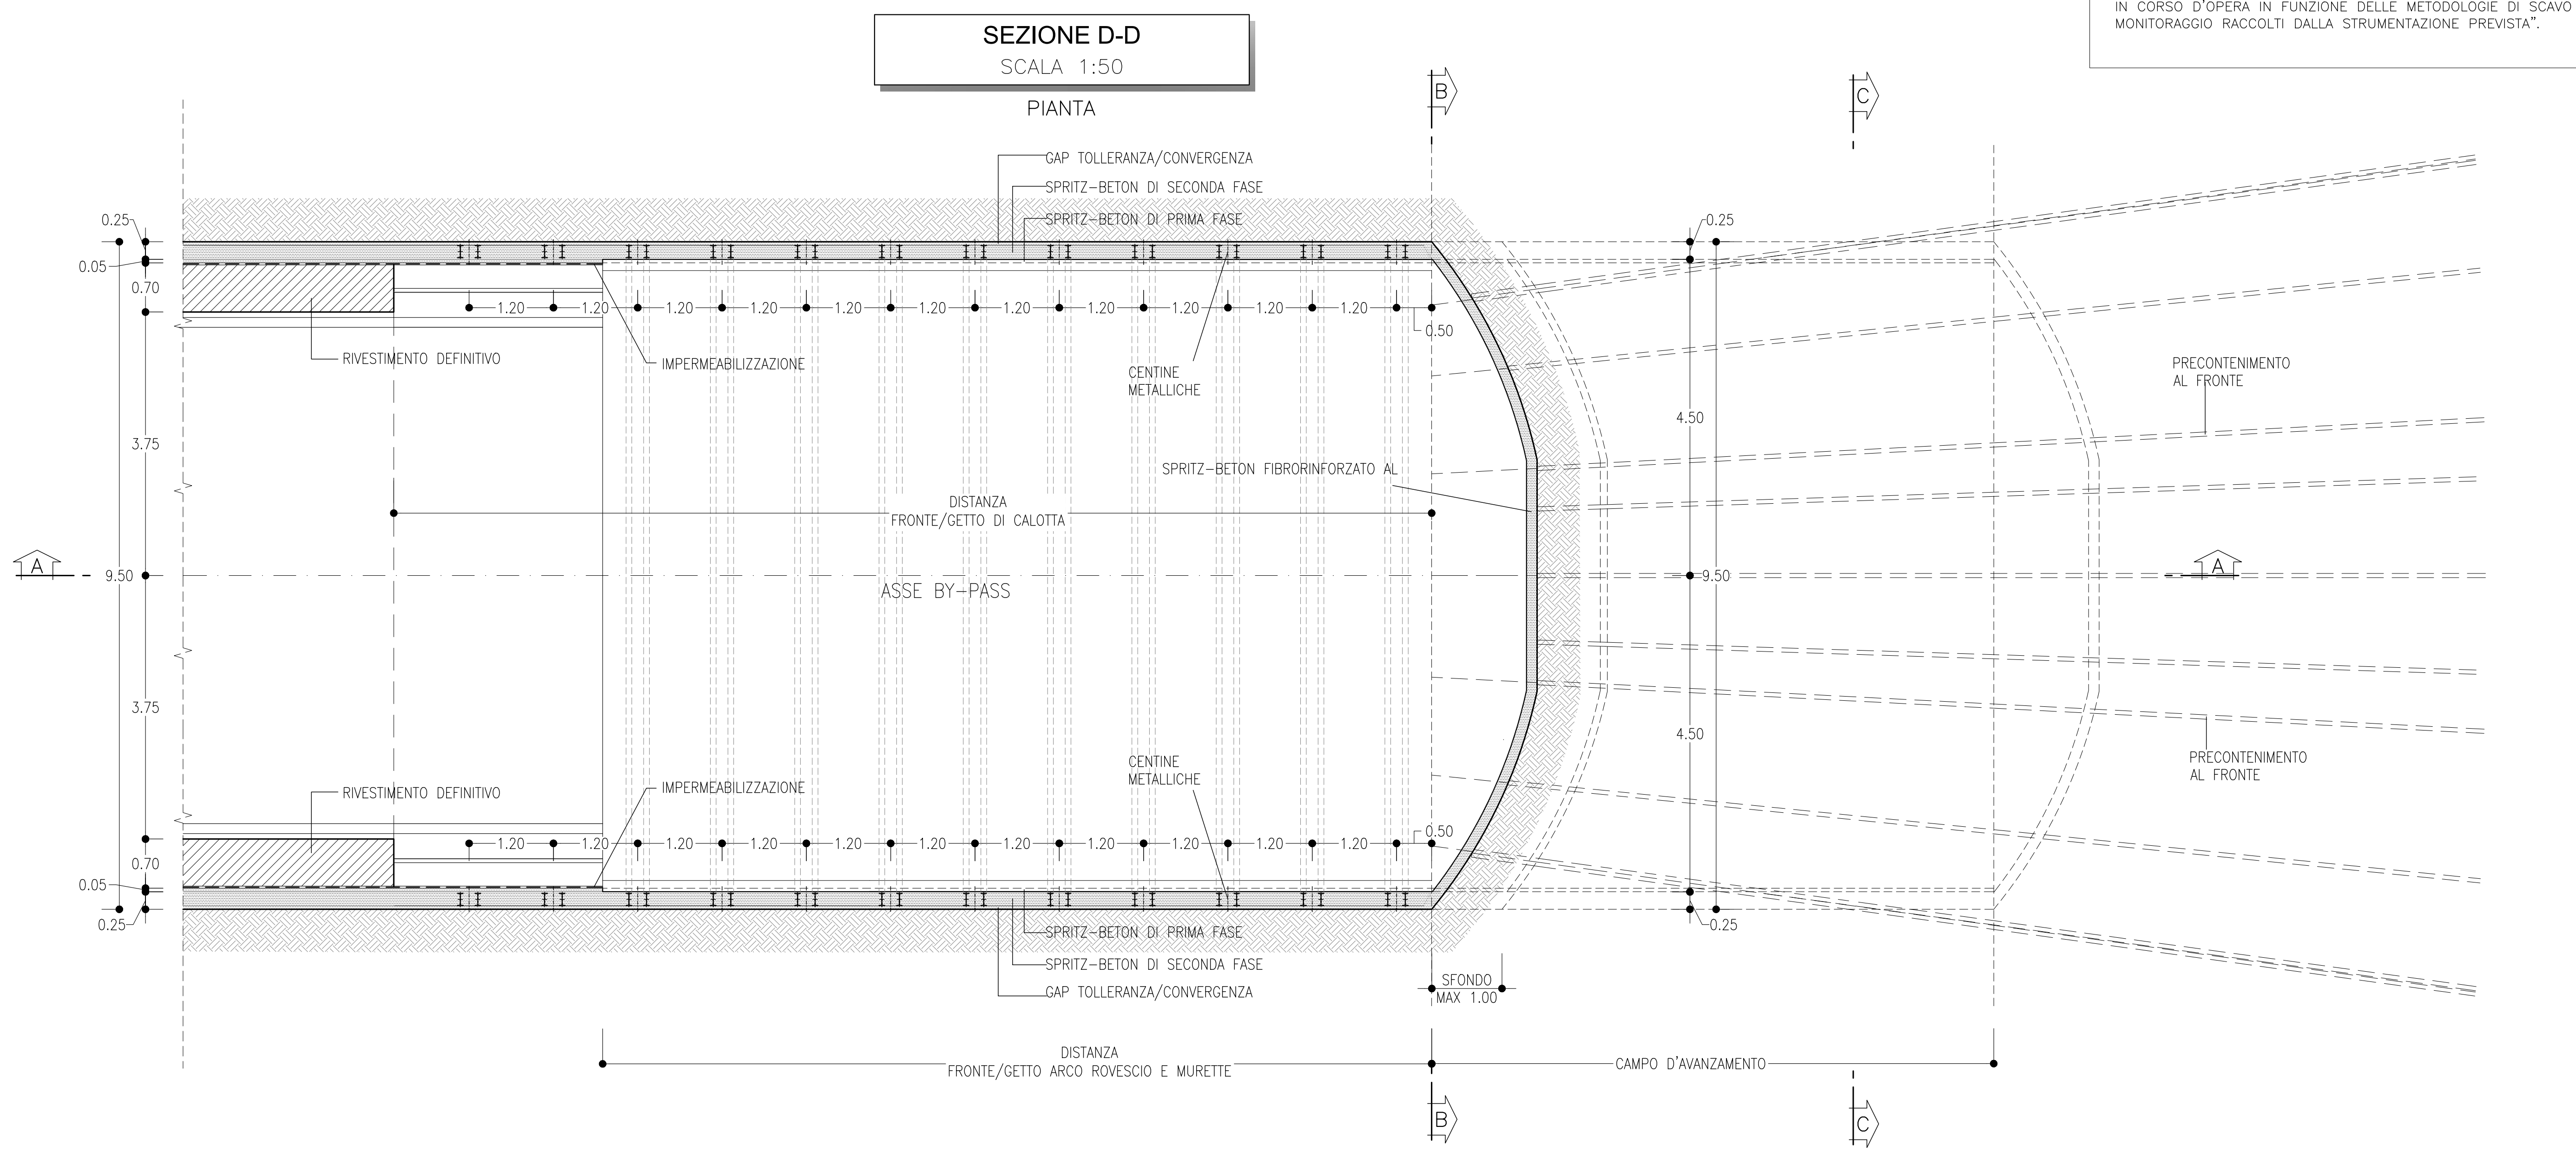 IN CORSO D'OPERA IN FUNZIONE DELLE METODOLOGIE DI SCAVO
MONITORAGGIO RACCOLTI DALLA STRUMENTAZIONE PREVISTA".
SEZIONE D-D
SCALA 1:50
PIANTA
B
C
GAP TOLLERANZA/CONVERGENZA
SPRITZ-BETON DI SECONDA FASE
SPRITZ-BETON DI PRIMA FASE
0.25
0.25
0.05
0.70
1.20 1.20 1.20 1.20 1.20 1.20 1.20 1.20 1.20 1.20 1.20
0.50
RIVESTIMENTO DEFINITIVO
IMPERMEABILIZZAZIONE
CENTINE
METALLICHE
PRECONTENIMENTO
AL FRONTE
3.75
4.50
SPRITZ-BETON FIBRORINFORZATO AL
DISTANZA
FRONTE/GETTO DI CALOTTA
A
9.50
9.50
A
ASSE BY-PASS
3.75
4.50
CENTINE
METALLICHE
PRECONTENIMENTO
AL FRONTE
RIVESTIMENTO DEFINITIVO
IMPERMEABILIZZAZIONE
0.50
1.20 1.20 1.20 1.20 1.20 1.20 1.20 1.20 1.20 1.20 1.20
0.70
0.05
0.25
0.25
SPRITZ-BETON DI PRIMA FASE
SPRITZ-BETON DI SECONDA FASE
GAP TOLLERANZA/CONVERGENZA
SFONDO
MAX 1.00
DISTANZA
FRONTE/GETTO ARCO ROVESCIO E MURETTE
CAMPO D'AVANZAMENTO
B
C